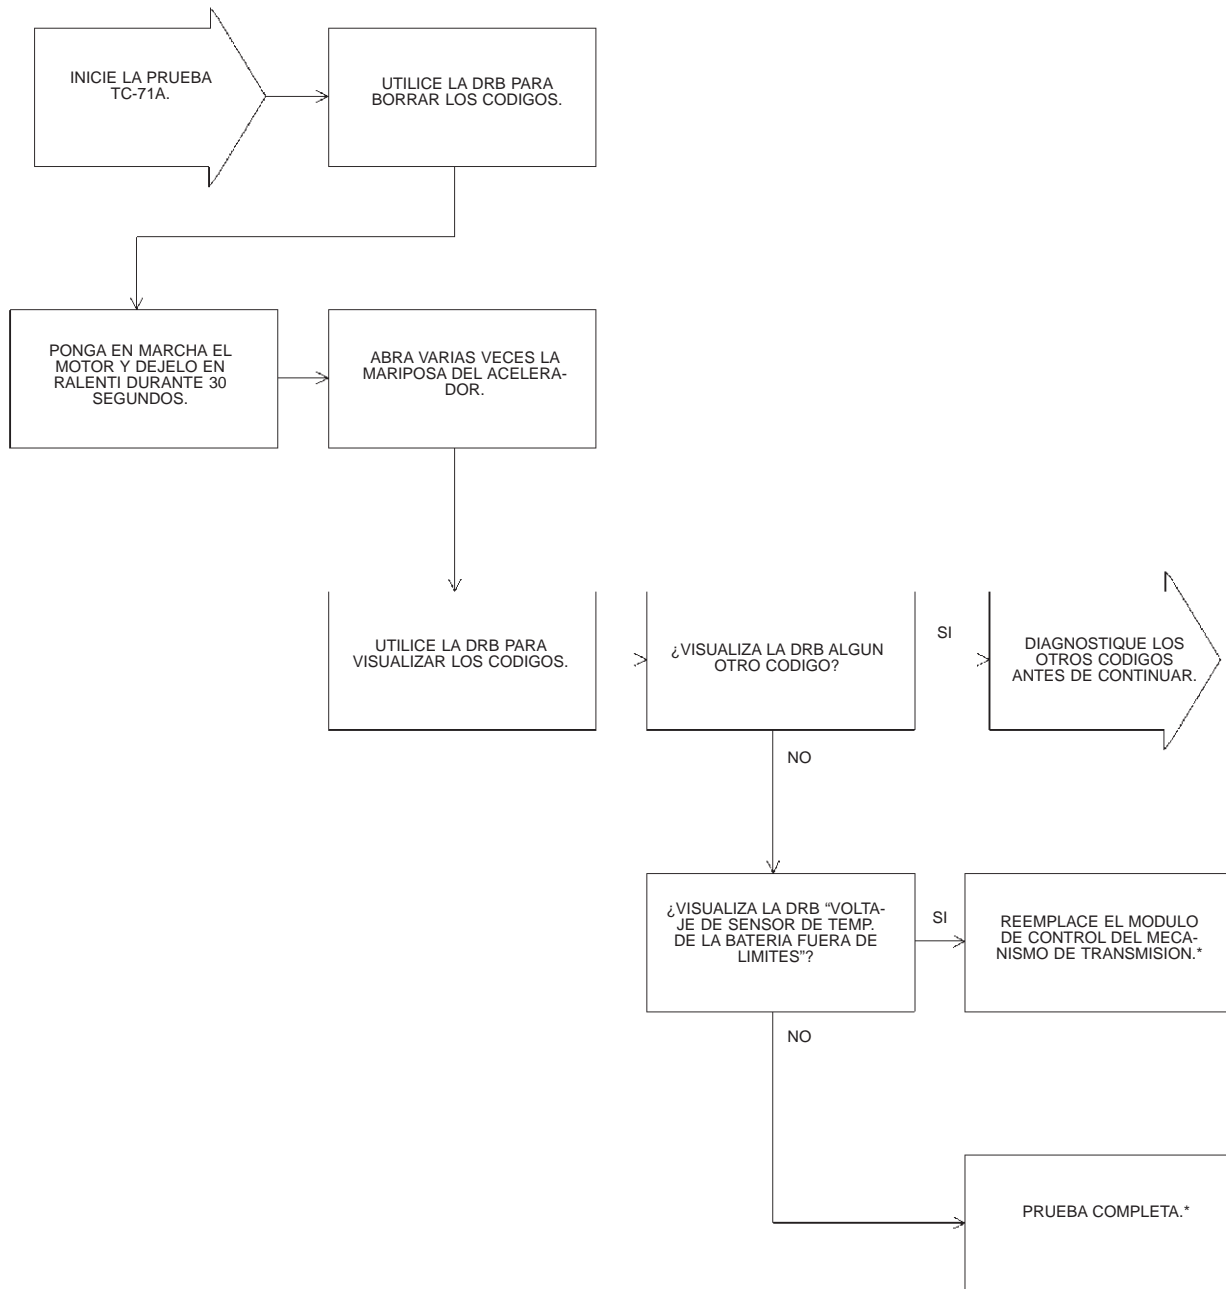 INICIE LA PRUEBA
TC-71A.
UTILICE LA DRB PARA
BORRAR LOS CODIGOS.
PONGA EN MARCHA EL
MOTOR Y DEJELO EN
RALENTI DURANTE 30
SEGUNDOS.
ABRA VARIAS VECES LA
MARIPOSA DEL ACELERA-
DOR.
UTILICE LA DRB PARA
VISUALIZAR LOS CODIGOS.
¿VISUALIZA LA DRB ALGUN
OTRO CODIGO?
SI
DIAGNOSTIQUE LOS
OTROS CODIGOS
ANTES DE CONTINUAR.
NO
¿VISUALIZA LA DRB “VOLTA-
JE DE SENSOR DE TEMP.
DE LA BATERIA FUERA DE
LIMITES”?
SI
REEMPLACE EL MODULO
DE CONTROL DEL MECA-
NISMO DE TRANSMISION.*
NO
PRUEBA COMPLETA.*